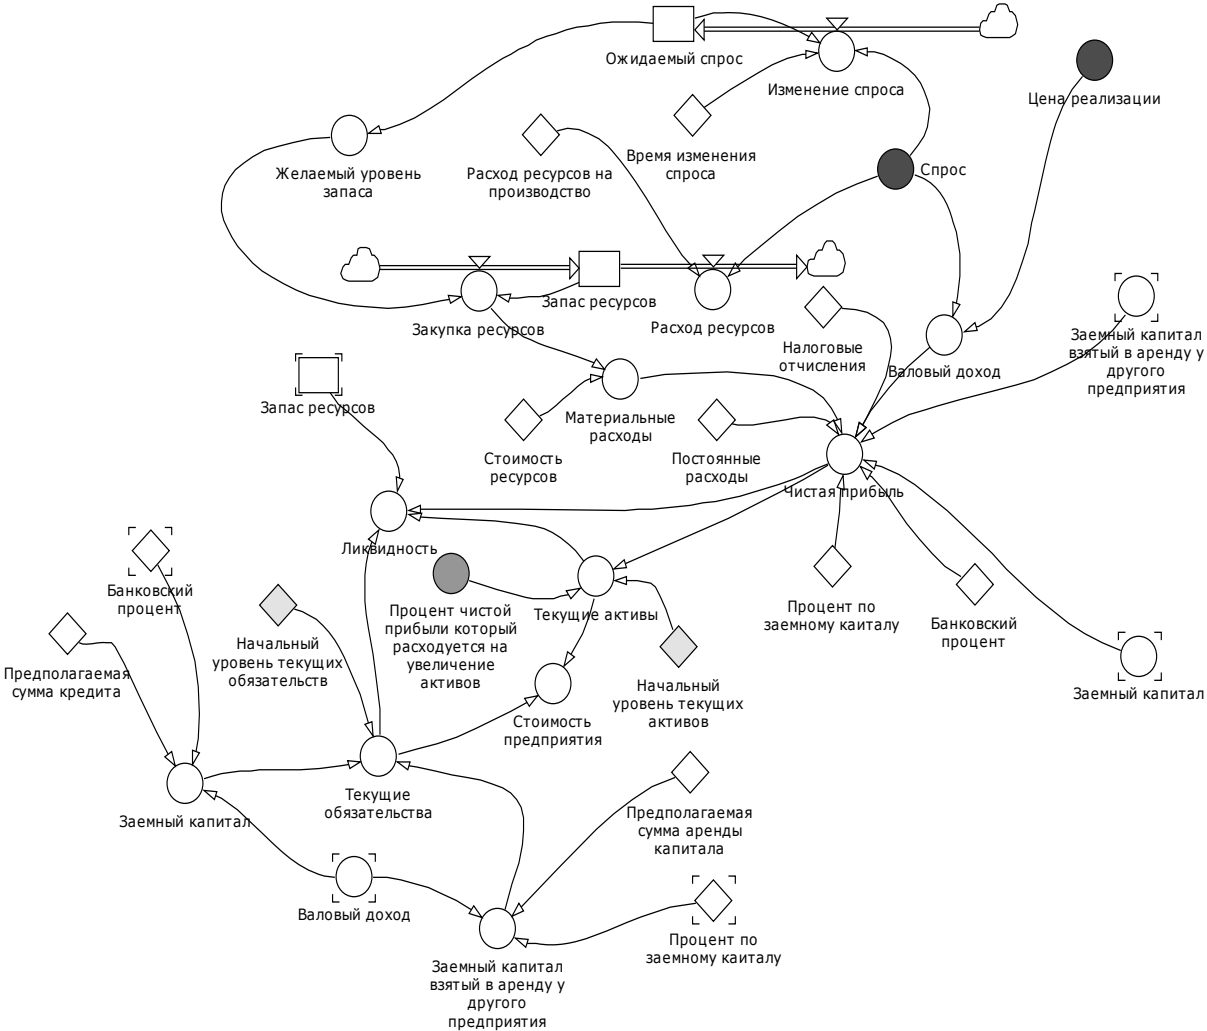 Ожидаемый спрос
Изменение спроса
Цена реализации
Время изменения
спроса
Спрос
Желаемый уровень
запаса
Расход ресурсов на
производство
Запас ресурсов
Закупка ресурсов
Расход ресурсов
Налоговые
отчисления
Валовый доход
Заемный капитал
взятый в аренду у
другого
предприятия
Запас ресурсов
Материальные
расходы
Стоимость
ресурсов
Постоянные
расходы
Чистая прибыль
Ликвидность
Банковский
процент
Процент чистой
прибыли который
расходуется на
увеличение
активов
Текущие активы
Процент по
заемному каиталу
Банковский
процент
Начальный
уровень текущих
обязательств
Предполагаемая
сумма кредита
Начальный
уровень текущих
активов
Заемный капитал
Стоимость
предприятия
Текущие
обязательства
Заемный капитал
Предполагаемая
сумма аренды
капитала
Валовый доход
Процент по
заемному каиталу
Заемный капитал
взятый в аренду у
другого
предприятия